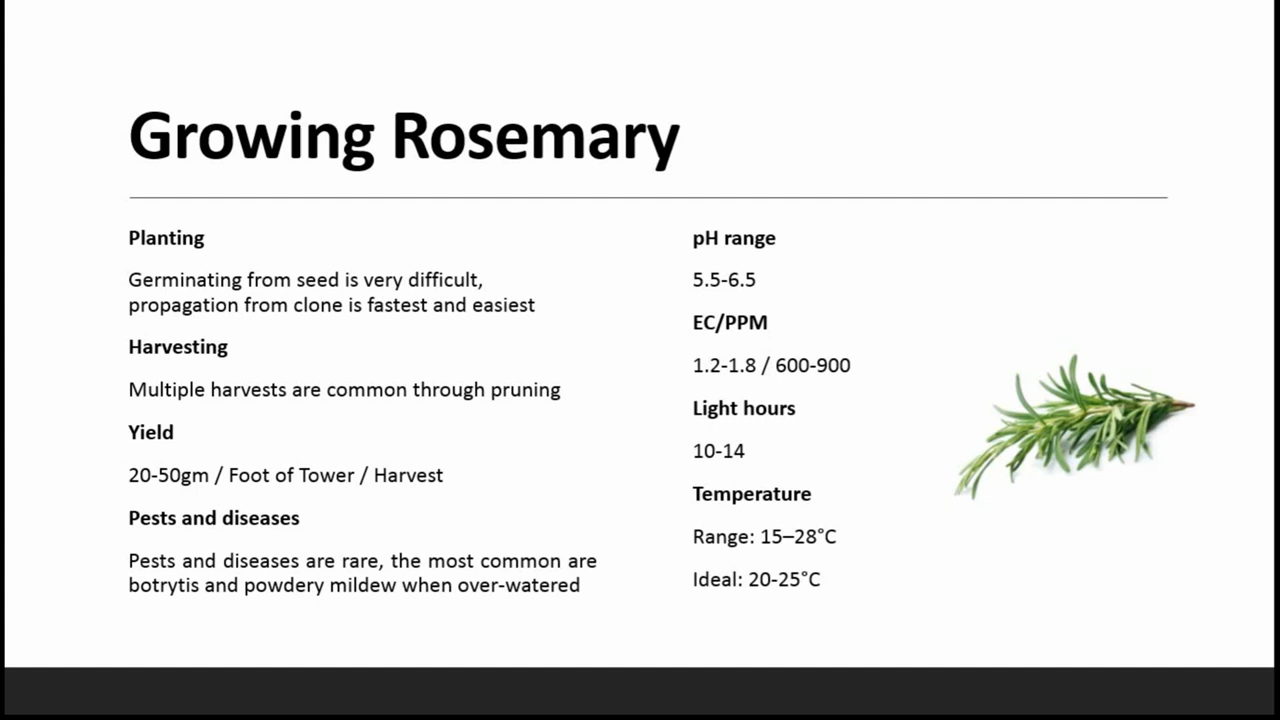 Growing Rosemary
Planting
Germinating from seed is very difficult,
propagation from clone is fastest and easiest
Harvesting
Multiple harvests are common through pruning
Yield
20-50gm / Foot of Tower / Harvest
Pests and diseases
Pests and diseases are rare, the most common are
botrytis and powdery mildew when over-watered
pH range
5.5-6.5
EC/PPM
1.2-1.8 / 600-900
Light hours
10-14
Temperature
Range: 15–28°C
Ideal: 20-25°C